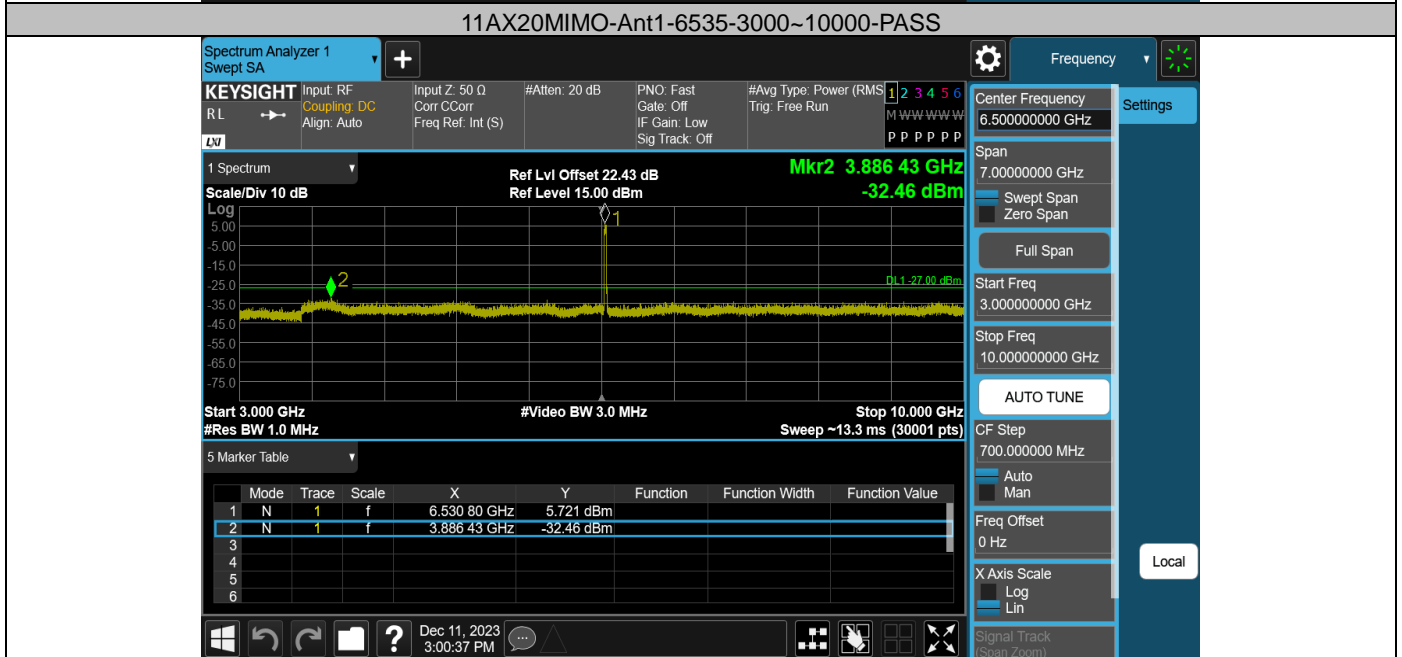 11AX20MIMO-Ant1-6535-3000~10000-PASS
Spectrum Analyzer 1
Swept SA
Frequency
KEYSIGHT
RL
LXI
Input: RF
Coupling: DC
Align: Auto
Input Z: 50 Ω
Corr CCorr
Freq Ref: Int (S)
#Atten: 20 dB
PNO: Fast
Gate: Off
IF Gain: Low
Sig Track: Off
#Avg Type: Power (RMS
Trig: Free Run
1 2 3 4 5 6
M W W W W W
P P P P P P
1 Spectrum
Scale/Div 10 dB
Ref Lvl Offset 22.43 dB
Ref Level 15.00 dBm
Mkr2 3.886 43 GHz
-32.46 dBm
Log
5.00
-5.00
-15.0
-25.0
-35.0
-45.0
-55.0
-65.0
-75.0
1
2
DL1 -27.00 dBm
Start 3.000 GHz
#Res BW 1.0 MHz
#Video BW 3.0 MHz
Stop 10.000 GHz
Sweep ~13.3 ms (30001 pts)
5 Marker Table
Mode Trace Scale X Y Function Function Width Function Value
1 N 1 f 6.530 80 GHz 5.721 dBm
2 N 1 f 3.886 43 GHz -32.46 dBm
3
4
5
6
Dec 11, 2023
3:00:37 PM
Center Frequency
6.500000000 GHz
Span
7.00000000 GHz
Swept Span
Zero Span
Full Span
Start Freq
3.000000000 GHz
Stop Freq
10.000000000 GHz
AUTO TUNE
CF Step
700.000000 MHz
Auto
Man
Freq Offset
0 Hz
X Axis Scale
Log
Lin
Signal Track
(Span Zoom)
Settings
Local